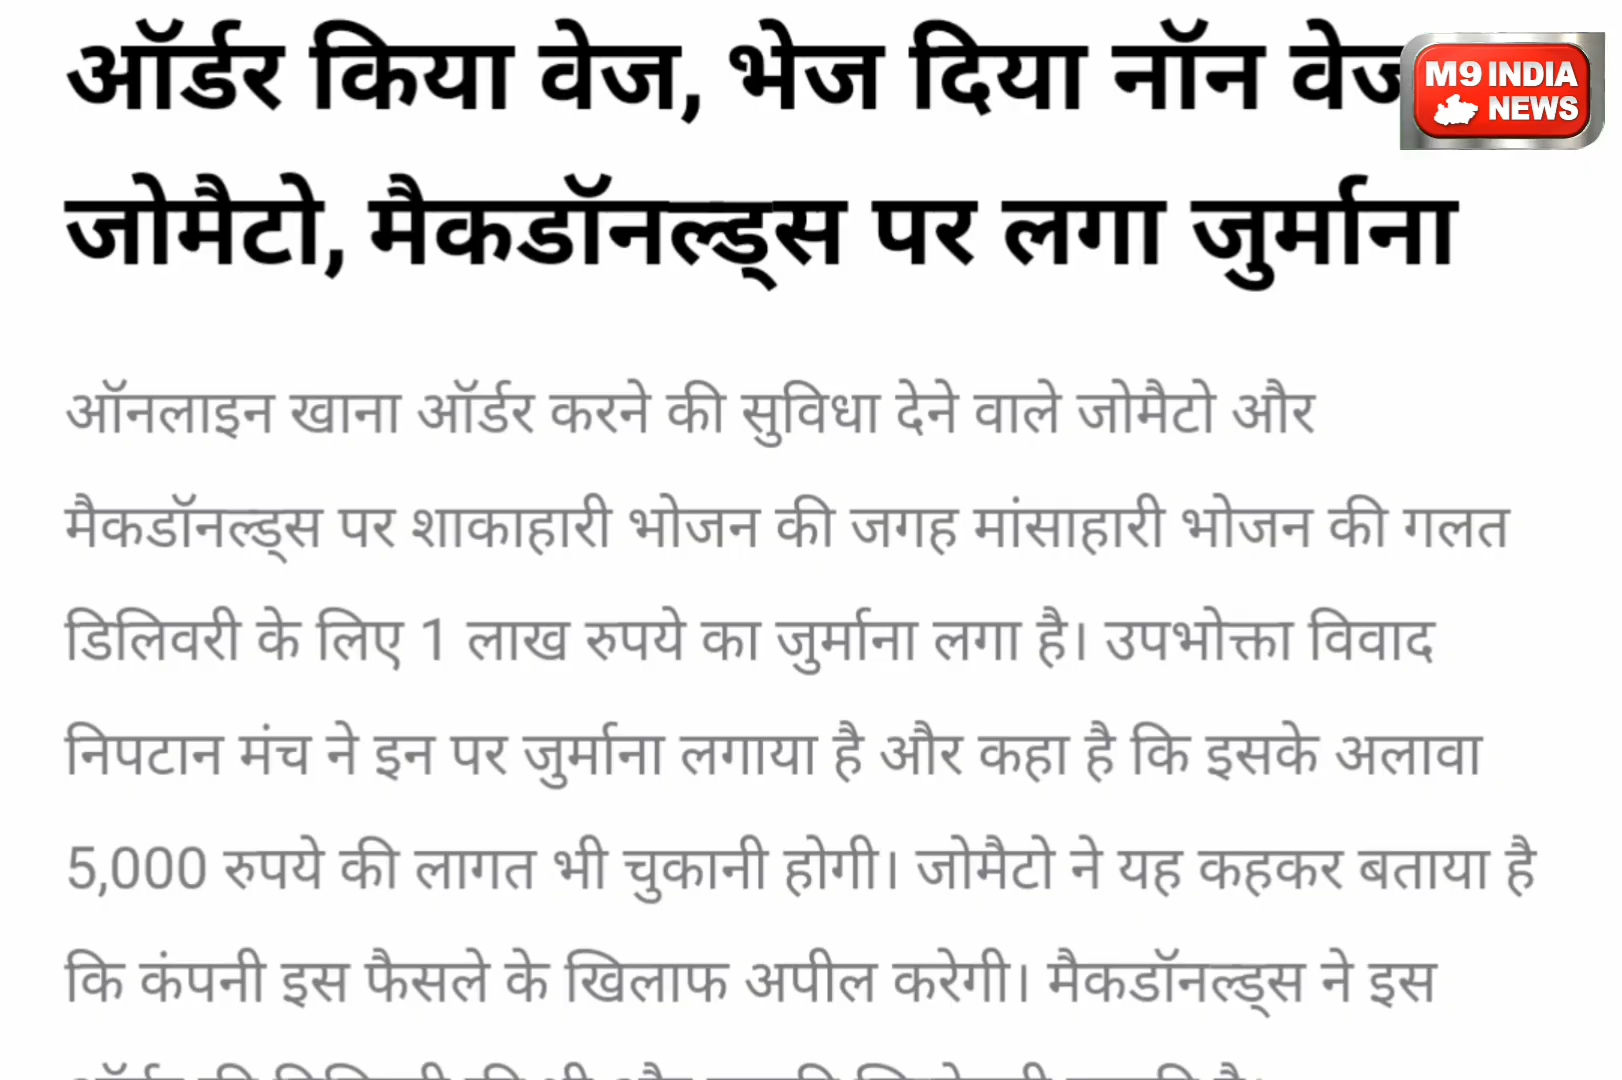 ऑर्डर किया वेज, भेज दिया नॉन वेज
M9 INDIA
NEWS
जोमैटो, मैकडॉनल्ड्स पर लगा जुर्माना
ऑनलाइन खाना ऑर्डर करने की सुविधा देने वाले जोमैटो और
मैकडॉनल्ड्स पर शाकाहारी भोजन की जगह मांसाहारी भोजन की गलत
डिलिवरी के लिए 1 लाख रुपये का जुर्माना लगा है। उपभोक्ता विवाद
निपटान मंच ने इन पर जुर्माना लगाया है और कहा है कि इसके अलावा
5,000 रुपये की लागत भी चुकानी होगी। जोमैटो ने यह कहकर बताया है
कि कंपनी इस फैसले के खिलाफ अपील करेगी। मैकडॉनल्ड्स ने इस